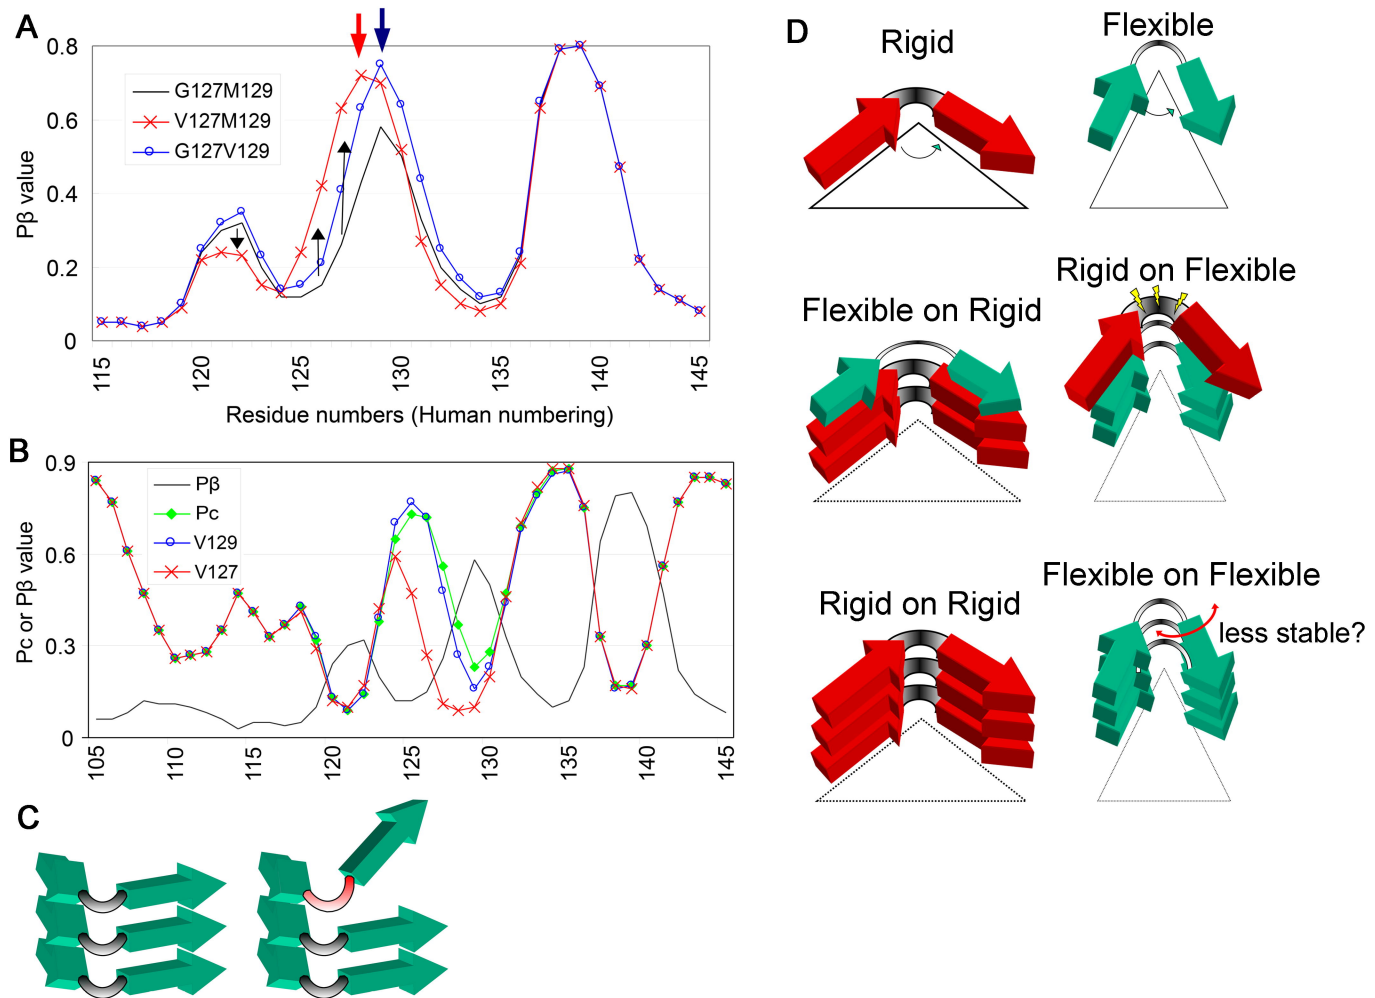 A
Pβ value
0.8
0.6
0.4
0.2
0
G127M129
V127M129
G127V129
115
120
125
130
135
140
145
Residue numbers (Human numbering)
B
Pc or Pβ value
0.9
0.6
0.3
0
Pβ
Pc
V129
V127
105
110
115
120
125
130
135
140
145
C
D
Rigid
Flexible
Flexible on Rigid
Rigid on Flexible
Rigid on Rigid
Flexible on Flexible
less stable?